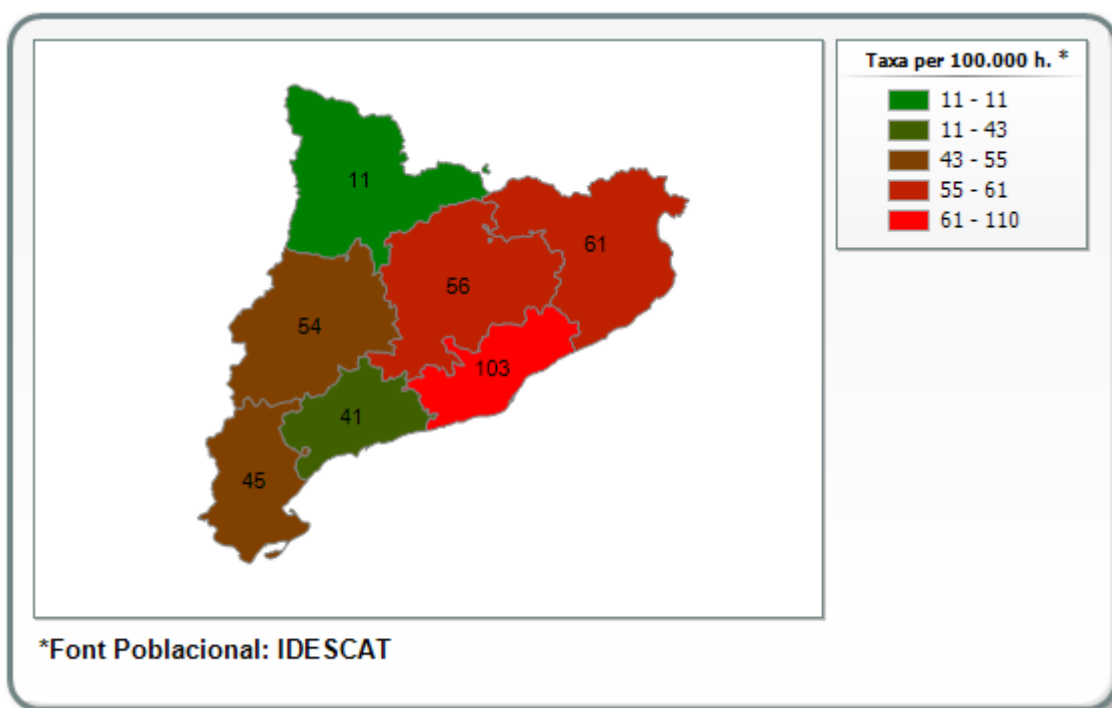 Taxa per 100.000 h. *
11 - 11
11 - 43
43 - 55
55 - 61
61 - 110
11
61
56
54
103
41
45
*Font Poblacional: IDESCAT